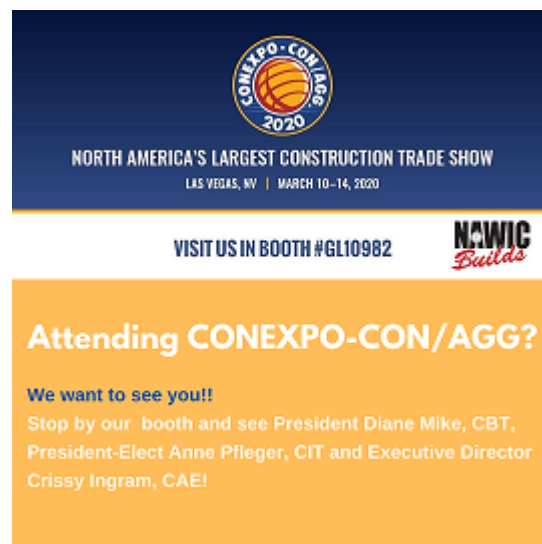 CONEXPO-CON/AGG
2020
NORTH AMERICA'S LARGEST CONSTRUCTION TRADE SHOW
LAS VEGAS, NV | MARCH 10–14, 2020
VISIT US IN BOOTH #GL10982
NAWIC
Builds
Attending CONEXPO-CON/AGG?
We want to see you!!
Stop by our booth and see President Diane Mike, CBT,
President-Elect Anne Pfleger, CIT and Executive Director
Crissy Ingram, CAE!